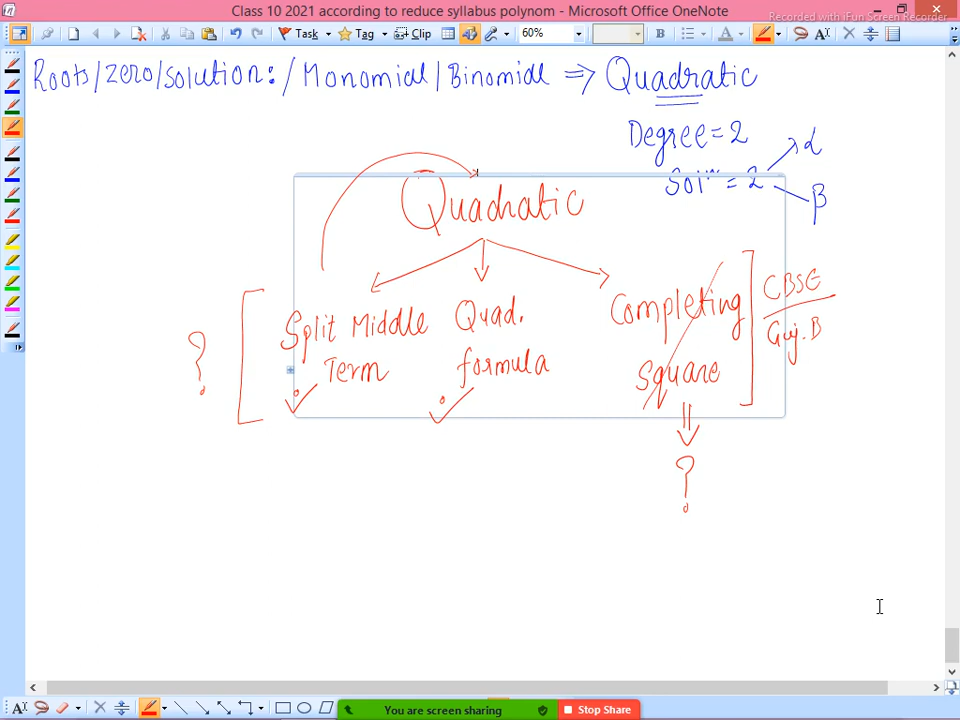 Class 10 2021 according to reduce syllabus polynom - Microsoft Office OneNote
Recorded with iFun Screen Recorder
Task Tag Clip 60% B A
Roots/zero/solution:/Monomial/Binomial ⇒ Quadratic
Degree = 2
Solⁿ = 2
α
β
Quadratic
Split Middle Term
Quad. formula
Completing Square
CBSE
Guj. B
?
?
You are screen sharing
Stop Share